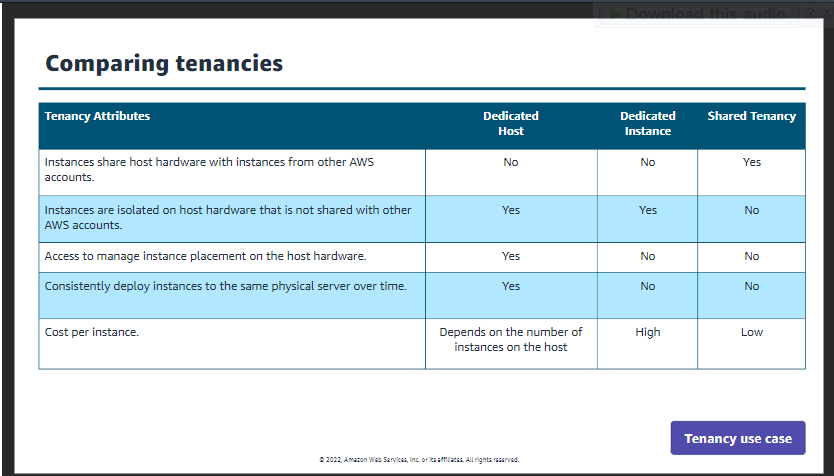 Download this audio
Comparing tenancies
Tenancy Attributes
Dedicated
Host
Dedicated
Instance
Shared Tenancy
Instances share host hardware with instances from other AWS
accounts.
No
No
Yes
Instances are isolated on host hardware that is not shared with other
AWS accounts.
Yes
Yes
No
Access to manage instance placement on the host hardware.
Yes
No
No
Consistently deploy instances to the same physical server over time.
Yes
No
No
Cost per instance.
Depends on the number of
instances on the host
High
Low
Tenancy use case
© 2022, Amazon Web Services, Inc. or its affiliates. All rights reserved.